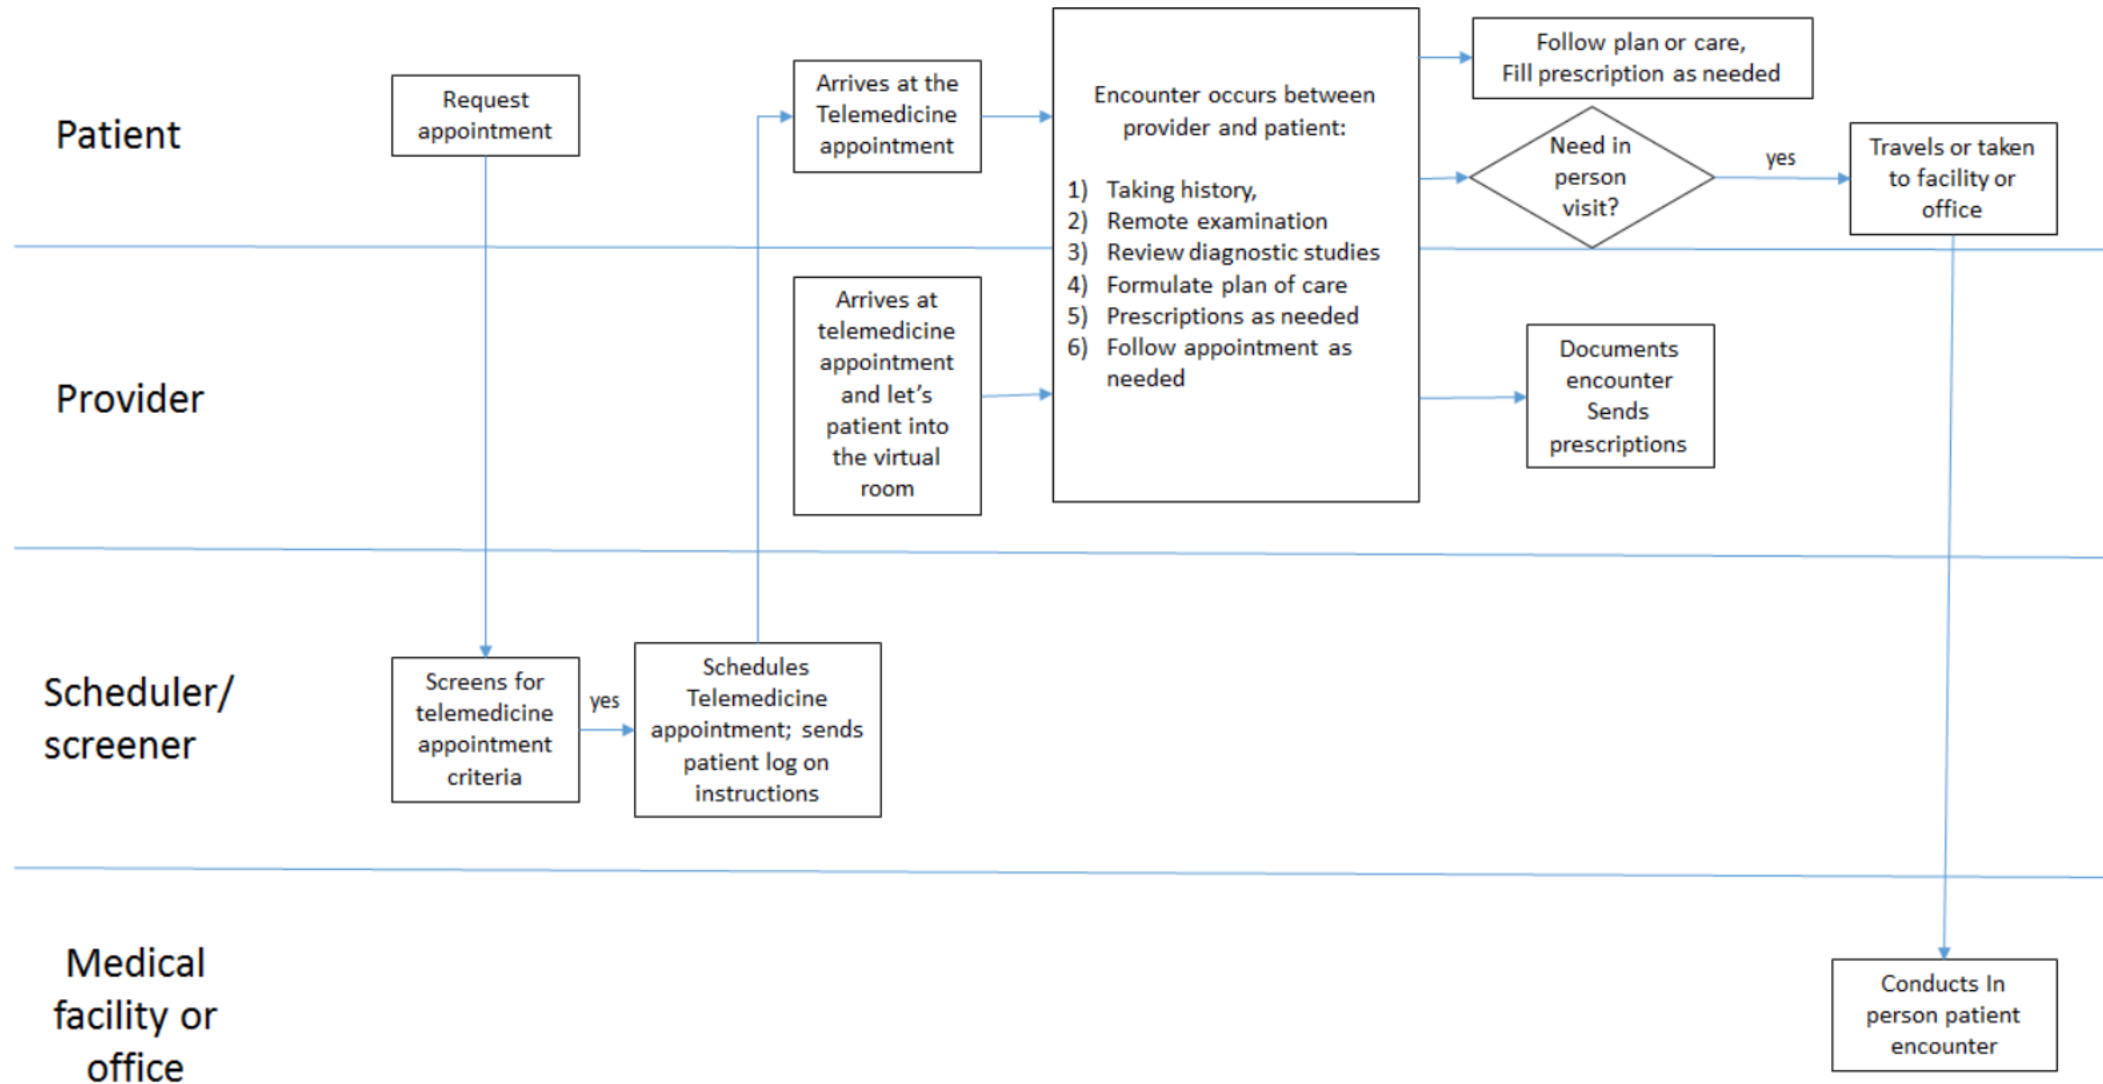 Patient
Request
appointment
Arrives at the
Telemedicine
appointment
Encounter occurs between
provider and patient:
1) Taking history,
2) Remote examination
3) Review diagnostic studies
4) Formulate plan of care
5) Prescriptions as needed
6) Follow appointment as
needed
Follow plan or care,
Fill prescription as needed
Need in
person
visit?
yes
Travels or taken
to facility or
office
Provider
Arrives at
telemedicine
appointment
and let’s
patient into
the virtual
room
Documents
encounter
Sends
prescriptions
Scheduler/
screener
Screens for
telemedicine
appointment
criteria
yes
Schedules
Telemedicine
appointment; sends
patient log on
instructions
Medical
facility or
office
Conducts In
person patient
encounter